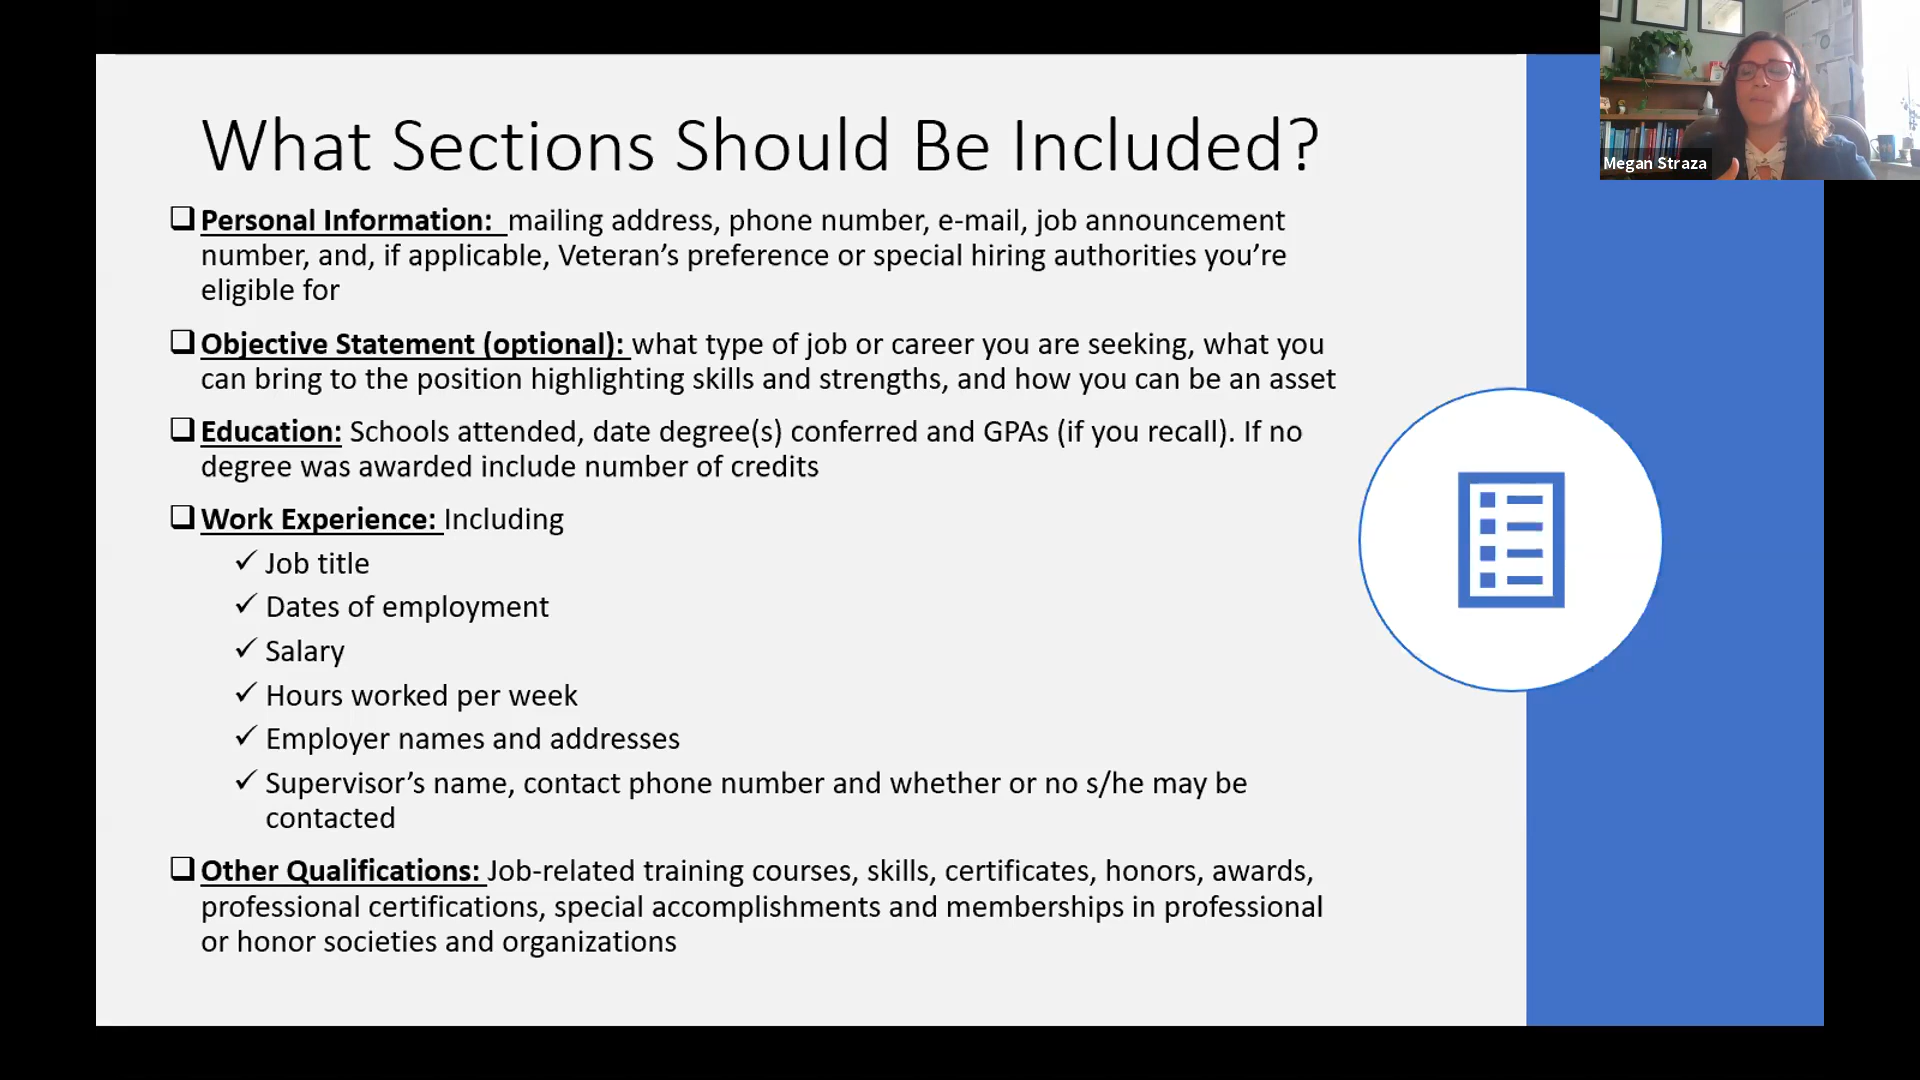 What Sections Should Be Included?
Personal Information: mailing address, phone number, e-mail, job announcement
number, and, if applicable, Veteran’s preference or special hiring authorities you’re
eligible for
Objective Statement (optional): what type of job or career you are seeking, what you
can bring to the position highlighting skills and strengths, and how you can be an asset
Education: Schools attended, date degree(s) conferred and GPAs (if you recall). If no
degree was awarded include number of credits
Work Experience: Including
Job title
Dates of employment
Salary
Hours worked per week
Employer names and addresses
Supervisor’s name, contact phone number and whether or no s/he may be
contacted
Other Qualifications: Job-related training courses, skills, certificates, honors, awards,
professional certifications, special accomplishments and memberships in professional
or honor societies and organizations
Megan Straza